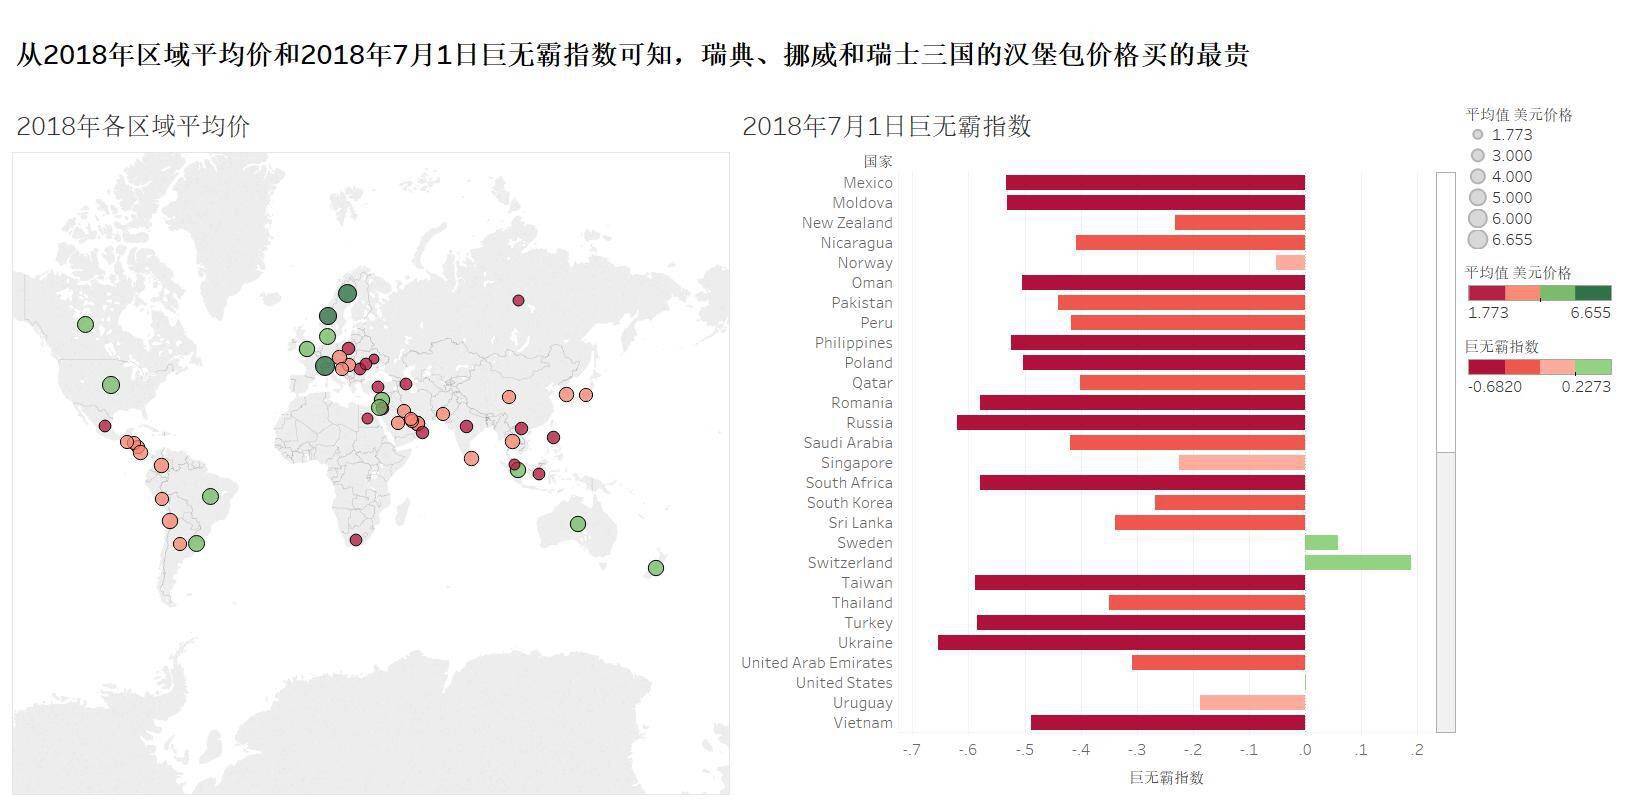 从2018年区域平均价和2018年7月1日巨无霸指数可知，瑞典、挪威和瑞士三国的汉堡包价格买的最贵
2018年各区域平均价
2018年7月1日巨无霸指数
国家
Mexico
Moldova
New Zealand
Nicaragua
Norway
Oman
Pakistan
Peru
Philippines
Poland
Qatar
Romania
Russia
Saudi Arabia
Singapore
South Africa
South Korea
Sri Lanka
Sweden
Switzerland
Taiwan
Thailand
Turkey
Ukraine
United Arab Emirates
United States
Uruguay
Vietnam
-.7 -.6 -.5 -.4 -.3 -.2 -.1 .0 .1 .2
巨无霸指数
平均值 美元价格
1.773
3.000
4.000
5.000
6.000
6.655
平均值 美元价格
1.773 6.655
巨无霸指数
-0.6820 0.2273